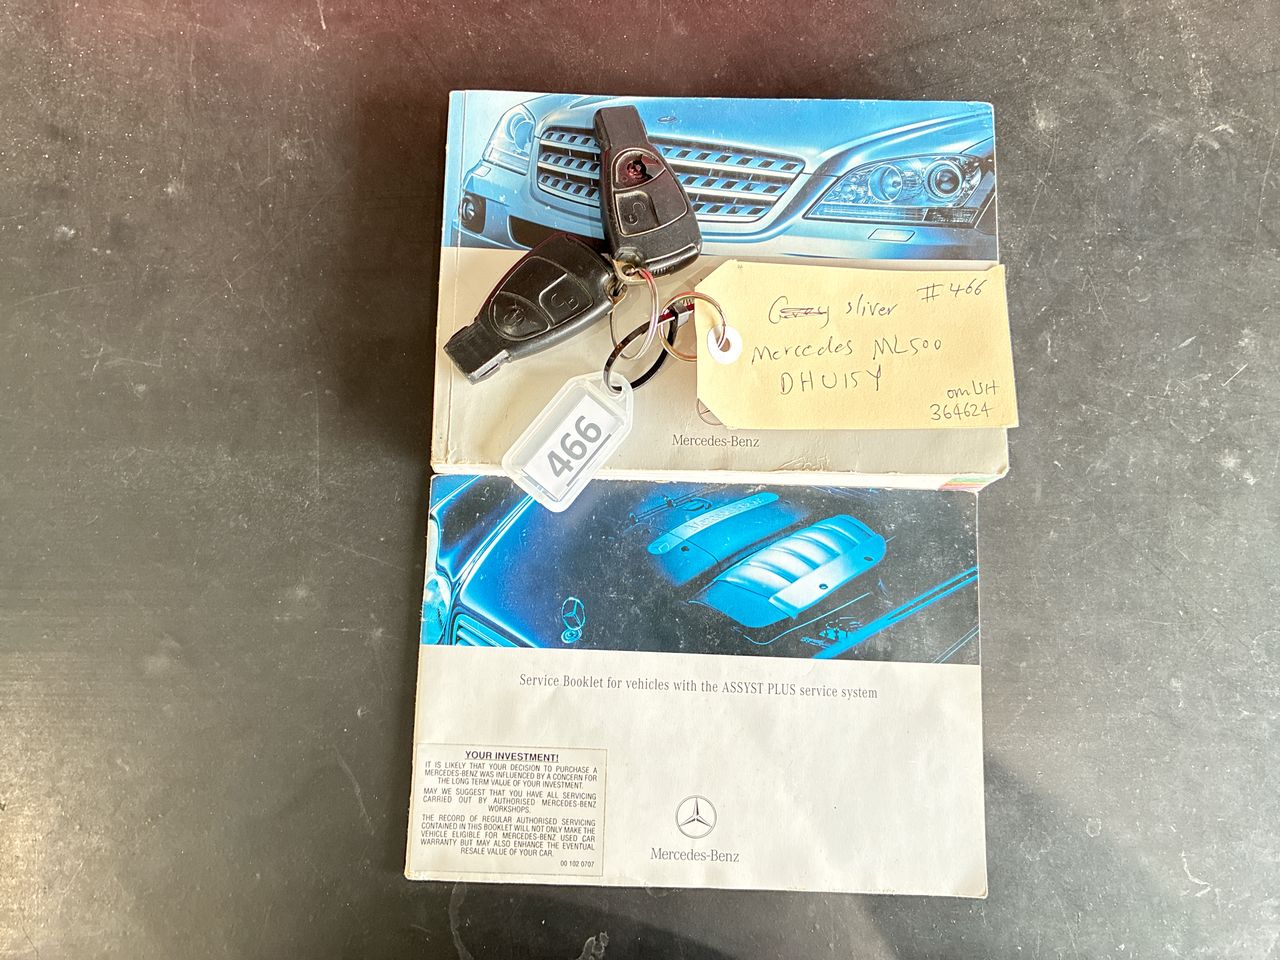 Grey sliver
# 466
Mercedes ML500
DHU15Y
om USH
364624
466
Mercedes-Benz
Mercedes-Benz
Service Booklet for vehicles with the ASSYST PLUS service system
YOUR INVESTMENT!
IT IS LIKELY THAT YOUR DECISION TO PURCHASE A
MERCEDES-BENZ WAS INFLUENCED BY A CONCERN FOR
THE LONG TERM VALUE OF YOUR INVESTMENT.
MAY WE SUGGEST THAT YOU HAVE ALL SERVICING
CARRIED OUT BY AUTHORISED MERCEDES-BENZ
WORKSHOPS.
THE RECORD OF REGULAR AUTHORISED SERVICING
CONTAINED IN THIS BOOKLET WILL NOT ONLY MAKE THE
VEHICLE ELIGIBLE FOR MERCEDES-BENZ USED CAR
WARRANTY BUT MAY ALSO ENHANCE THE EVENTUAL
RESALE VALUE OF YOUR CAR.
00 102 0707
Mercedes-Benz